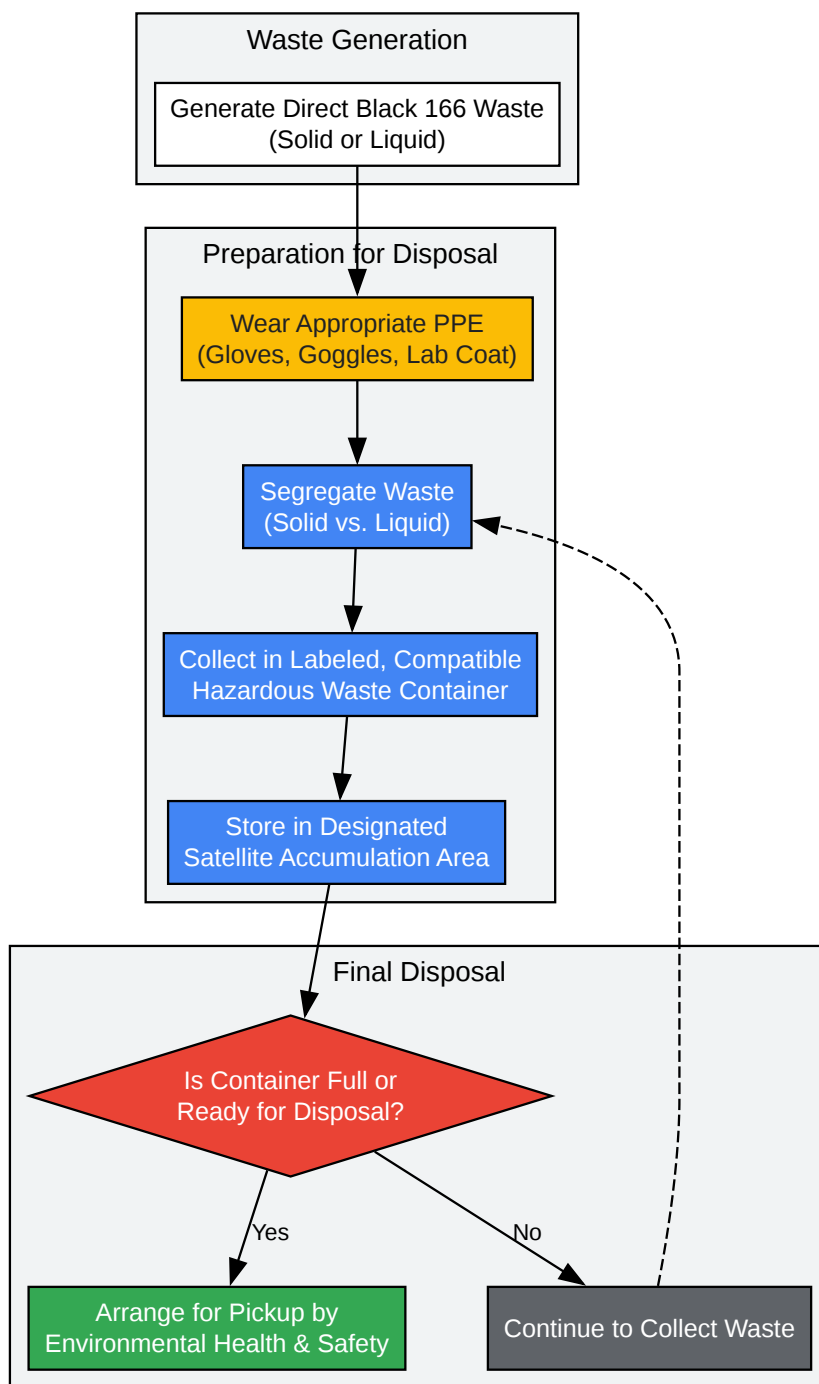 Waste Generation
Generate Direct Black 166 Waste
(Solid or Liquid)
Preparation for Disposal
Wear Appropriate PPE
(Gloves, Goggles, Lab Coat)
Segregate Waste
(Solid vs. Liquid)
Collect in Labeled, Compatible
Hazardous Waste Container
Store in Designated
Satellite Accumulation Area
Final Disposal
Is Container Full or
Ready for Disposal?
Yes
No
Arrange for Pickup by
Environmental Health & Safety
Continue to Collect Waste